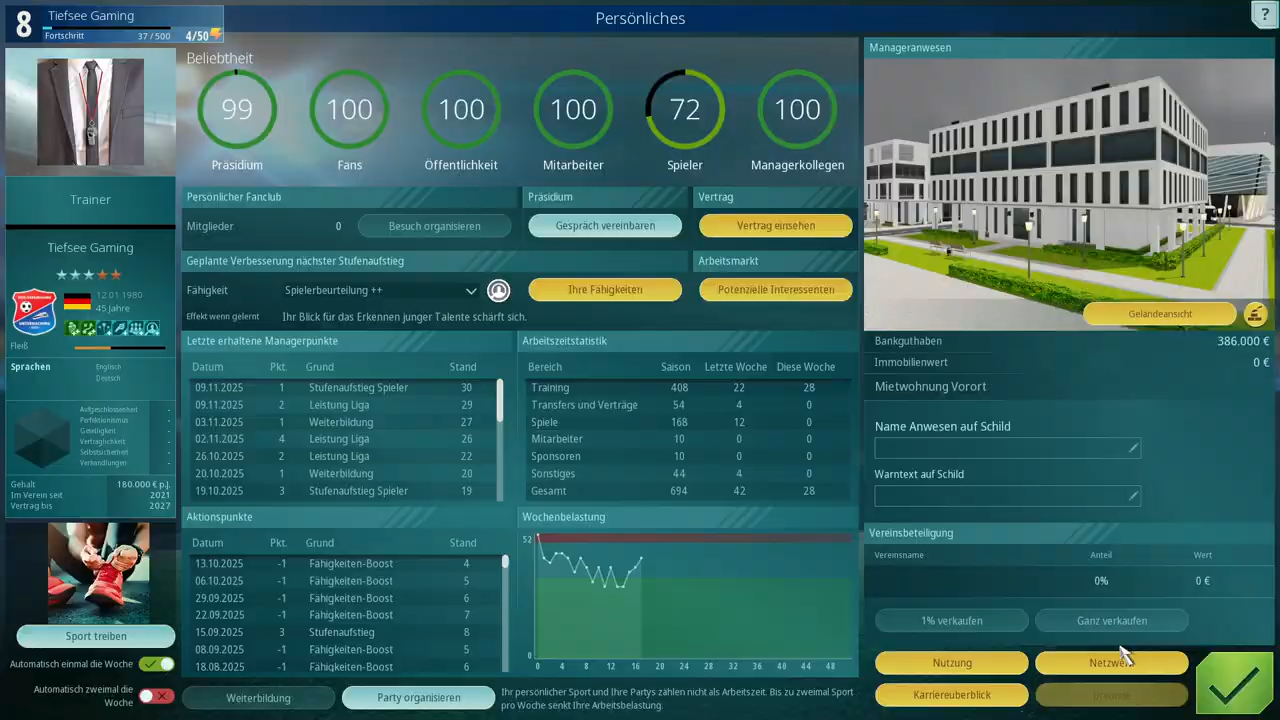 8
Tiefsee Gaming
Fortschritt 37 / 500 4/50
Persönliches
?
Beliebtheit
99 100 100 100 72 100
Präsidium Fans Öffentlichkeit Mitarbeiter Spieler Managerkollegen
Trainer
Tiefsee Gaming
12.01.1980
45 Jahre
Fleiß
Sprachen Englisch
Deutsch
Aufgeschlossenheit -
Perfektionismus -
Geselligkeit -
Verträglichkeit -
Selbstsicherheit -
Verhandlungen -
Gehalt 180.000 € p.J.
Im Verein seit 2021
Vertrag bis 2027
Sport treiben
Automatisch einmal die Woche
Automatisch zweimal die
Woche
Persönlicher Fanclub
Mitglieder 0 Besuch organisieren
Präsidium
Gespräch vereinbaren
Vertrag
Vertrag einsehen
Geplante Verbesserung nächster Stufenaufstieg
Fähigkeit Spielerbeurteilung ++ Ihre Fähigkeiten
Effekt wenn gelernt Ihr Blick für das Erkennen junger Talente schärft sich.
Arbeitsmarkt
Potenzielle Interessenten
Letzte erhaltene Managerpunkte
Datum Pkt. Grund Stand
09.11.2025 1 Stufenaufstieg Spieler 30
09.11.2025 2 Leistung Liga 29
03.11.2025 1 Weiterbildung 27
02.11.2025 4 Leistung Liga 26
26.10.2025 2 Leistung Liga 22
20.10.2025 1 Weiterbildung 20
19.10.2025 3 Stufenaufstieg Spieler 19
Arbeitszeitstatistik
Bereich Saison Letzte Woche Diese Woche
Training 408 22 28
Transfers und Verträge 54 4 0
Spiele 168 12 0
Mitarbeiter 10 0 0
Sponsoren 10 0 0
Sonstiges 44 4 0
Gesamt 694 42 28
Aktionspunkte
Datum Pkt. Grund Stand
13.10.2025 -1 Fähigkeiten-Boost 4
06.10.2025 -1 Fähigkeiten-Boost 5
29.09.2025 -1 Fähigkeiten-Boost 6
22.09.2025 -1 Fähigkeiten-Boost 7
15.09.2025 3 Stufenaufstieg 8
08.09.2025 -1 Fähigkeiten-Boost 5
18.08.2025 -1 Fähigkeiten-Boost 6
Wochenbelastung
52
0
0 4 8 12 16 20 24 28 32 36 40 44 48
Weiterbildung
Party organisieren
Ihr persönlicher Sport und Ihre Partys zählen nicht als Arbeitszeit. Bis zu zweimal Sport
pro Woche senkt Ihre Arbeitsbelastung.
Manageranwesen
Geländeansicht
Bankguthaben 386.000 €
Immobilienwert 0 €
Mietwohnung Vorort
Name Anwesen auf Schild
Warntext auf Schild
Vereinsbeteiligung
Vereinsname Anteil Wert
0% 0 €
1% verkaufen Ganz verkaufen
Nutzung
Karriereüberblick